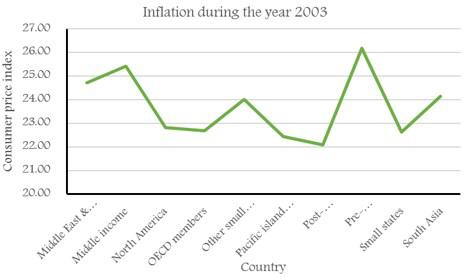 Inflation during the year 2003
Consumer price index
27.00
26.00
25.00
24.00
23.00
22.00
21.00
20.00
Middle East &…
Middle income
North America
OECD members
Other small…
Pacific island…
Post-…
Pre-…
Small states
South Asia
Country